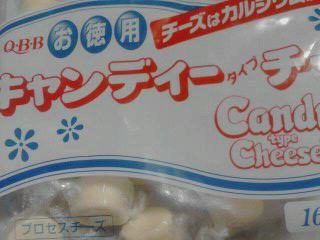 Q·B·B お徳用 チーズはカルシウム
キャンディータイプチ
Candy
type
Cheese
プロセスチーズ
16